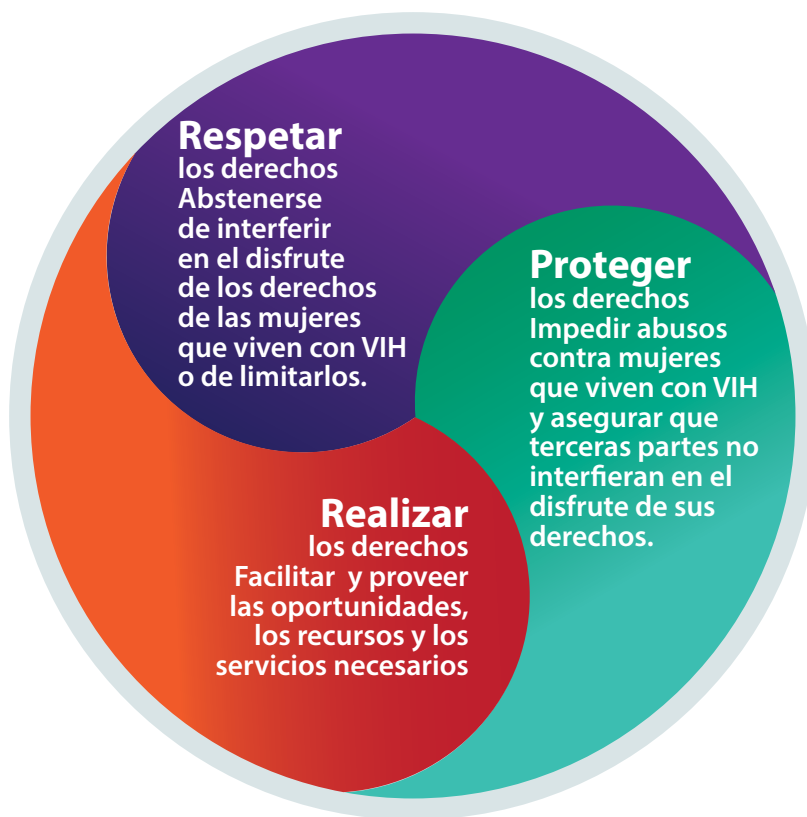 Respetar
los derechos
Abstenerse
de interferir
en el disfrute
de los derechos
de las mujeres
que viven con VIH
o de limitarlos.
Proteger
los derechos
Impedir abusos
contra mujeres
que viven con VIH
y asegurar que
terceras partes no
interfieran en el
disfrute de sus
derechos.
Realizar
los derechos
Facilitar y proveer
las oportunidades,
los recursos y los
servicios necesarios